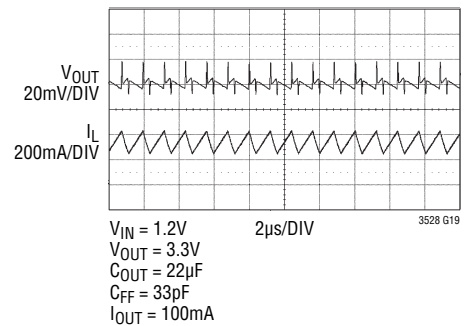 VOUT
20mV/DIV
IL
200mA/DIV
VIN = 1.2V
2µs/DIV
3528 G19
VOUT = 3.3V
COUT = 22µF
CFF = 33pF
IOUT = 100mA